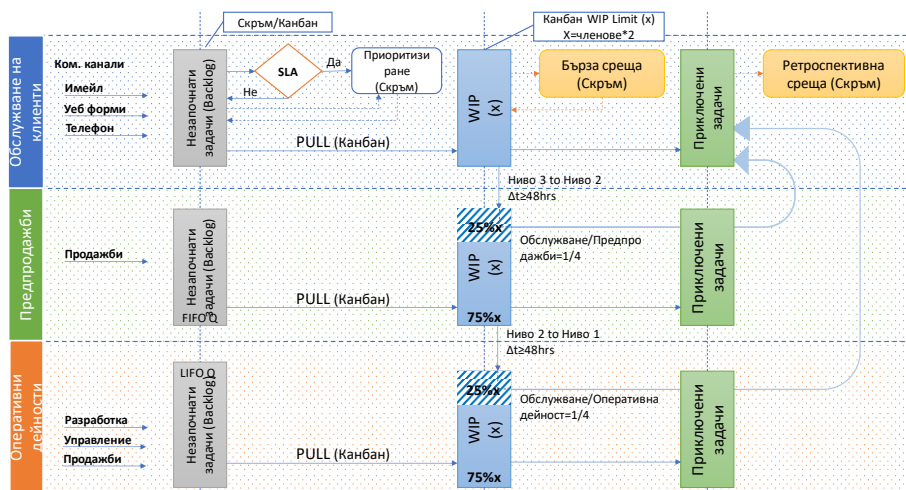 Скръм/Канбан
Канбан WIP Limit (x)
X=членове*2
Обслужване на
клиенти
Ком. канали
Имейл
Уеб форми
Телефон
Незапочнати
задачи (Backlog)
SLA
Да
Не
Приоритизи
ране
(Скръм)
PULL (Канбан)
WIP
(x)
Бърза среща
(Скръм)
Приключени
задачи
Ретроспективна
среща (Скръм)
Ниво 3 to Ниво 2
Δt≥48hrs
Предпродажби
Продажби
Незапочнати
задачи (Backlog)
FIFO Q
PULL (Канбан)
25%x
WIP
(x)
75%x
Обслужване/Предпро
дажби=1/4
Приключени
задачи
Ниво 2 to Ниво 1
Δt≥48hrs
Оперативни
дейности
Разработка
Управление
Продажби
LIFO Q
Незапочнати
задачи (Backlog)
PULL (Канбан)
25%x
WIP
(x)
75%x
Обслужване/Оперативна
дейност=1/4
Приключени
задачи